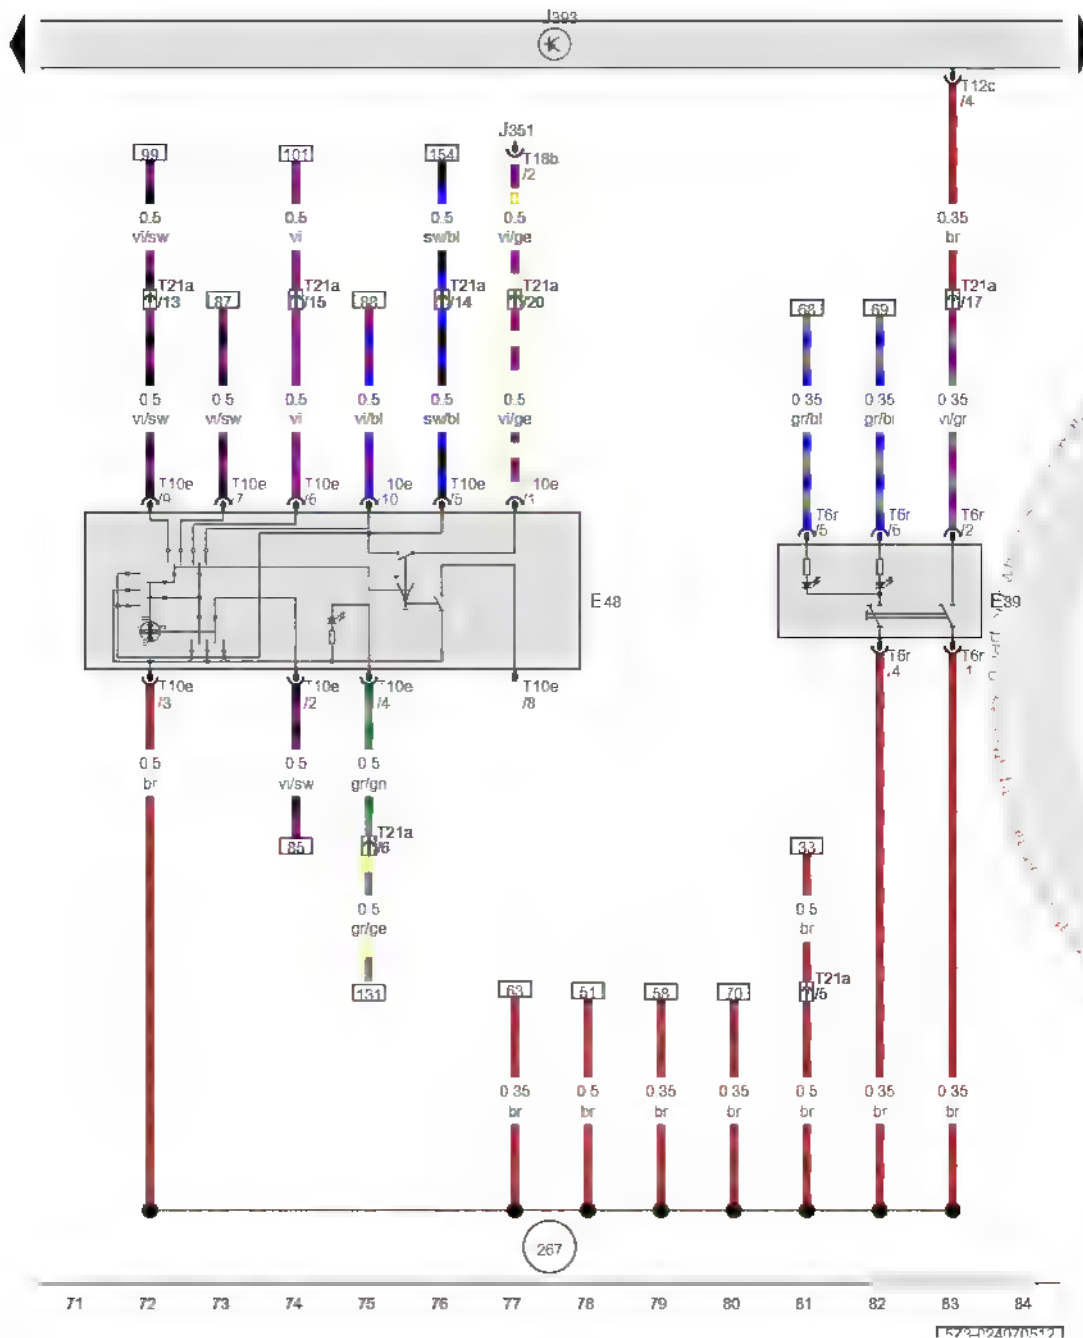 J393
K
T12c
/4
J351
99
101
154
T18b
/2
0.5
0.5
0.5
0.5
0.35
vi/sw
vi
sw/bl
vi/ge
br
T21a
T21a
T21a
T21a
T21a
/13
87
/15
88
/14
/20
68
69
/17
0.5
0.5
0.5
0.5
0.5
0.5
0.35
0.35
0.35
vi/sw
vi/sw
vi
vi/bl
sw/bl
vi/ge
gr/bl
gr/bl
vi/gr
T10e
T10e
T10e
10e
T10e
10e
/9
/7
/6
10
/5
/1
T6r
T6r
T6r
/5
/6
/2
E48
E39
T6r
T6r
/4
1
T10e
T10e
T10e
T10e
/3
/2
/4
/8
0.5
0.5
0.5
br
vi/sw
gr/gn
T21a
85
/6
33
0.5
0.5
gr/ge
br
T21a
131
63
51
58
70
/5
0.35
0.5
0.35
0.35
0.5
0.35
0.35
br
br
br
br
br
br
br
267
71 72 73 74 75 76 77 78 79 80 81 82 83 84
573-024070512